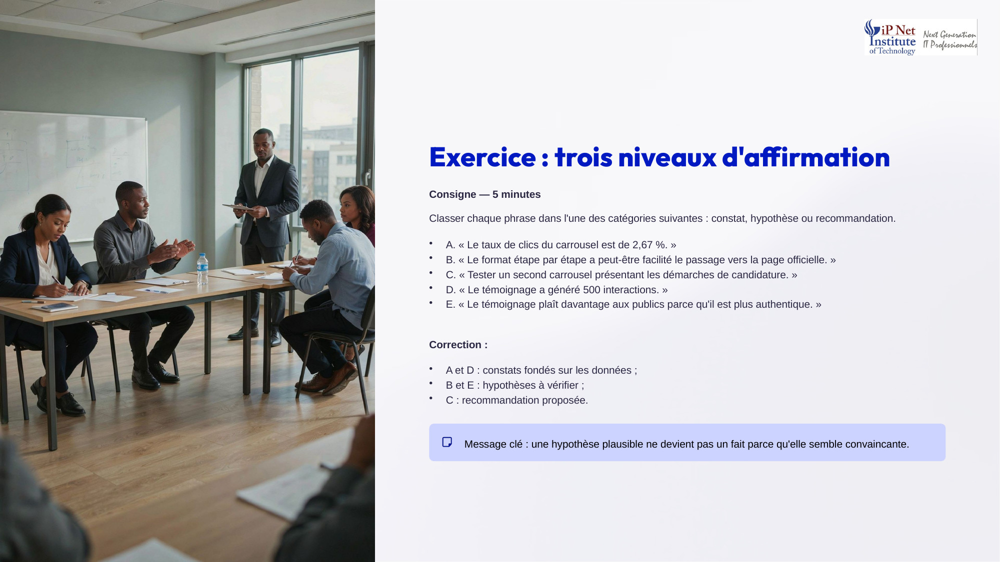 iP Net
Institute
of Technology
Next Generation
IT Professionnels
Exercice : trois niveaux d'affirmation
Consigne — 5 minutes
Classer chaque phrase dans l'une des catégories suivantes : constat, hypothèse ou recommandation.
• A. « Le taux de clics du carrousel est de 2,67 %. »
• B. « Le format étape par étape a peut-être facilité le passage vers la page officielle. »
• C. « Tester un second carrousel présentant les démarches de candidature. »
• D. « Le témoignage a généré 500 interactions. »
• E. « Le témoignage plaît davantage aux publics parce qu'il est plus authentique. »
Correction :
• A et D : constats fondés sur les données ;
• B et E : hypothèses à vérifier ;
• C : recommandation proposée.
Message clé : une hypothèse plausible ne devient pas un fait parce qu'elle semble convaincante.